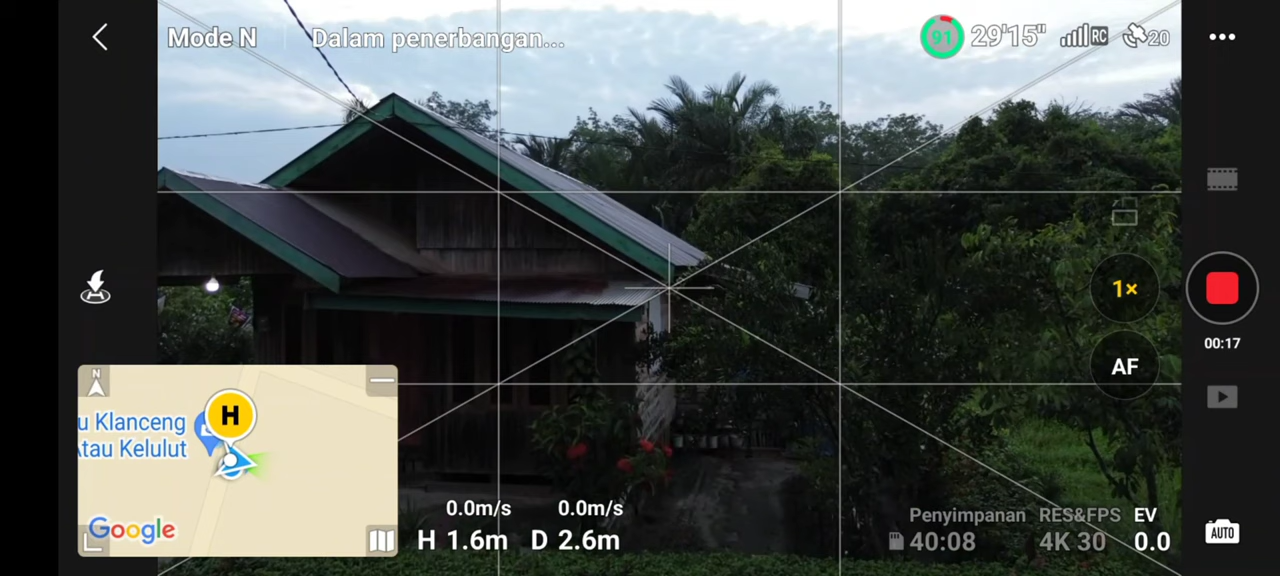 Mode N
Dalam penerbangan...
91
29'15"
RC
20
1×
00:17
AF
N
H
u Klanceng
Atau Kelulut
Google
0.0m/s 0.0m/s
H 1.6m D 2.6m
Penyimpanan RES&FPS EV
40:08 4K 30 0.0
AUTO